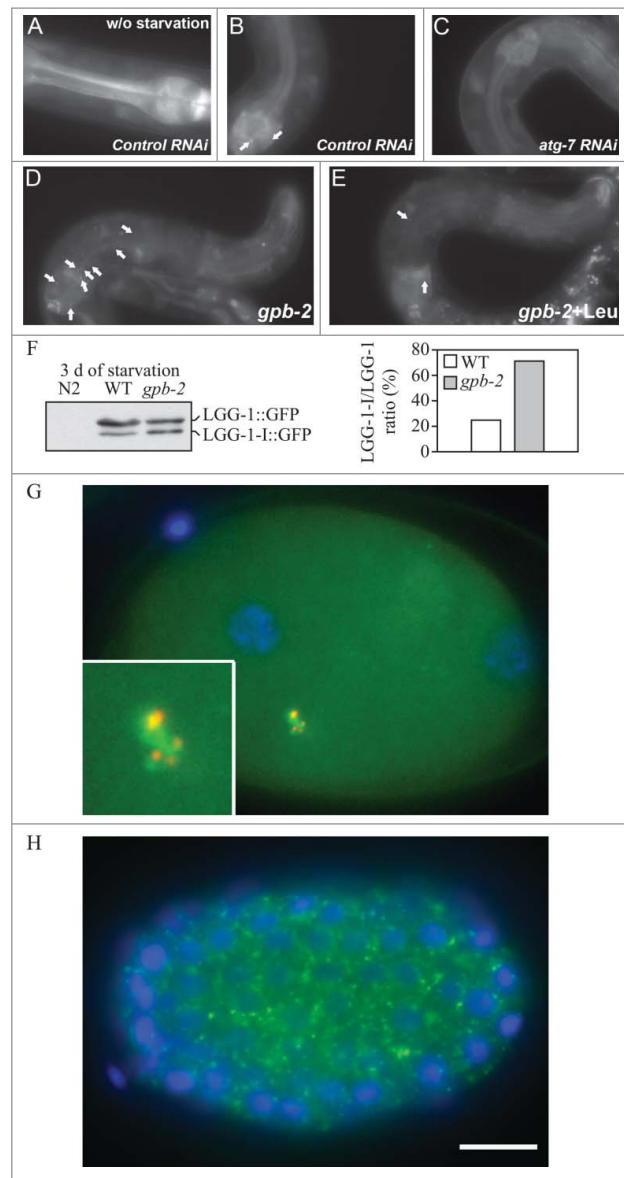 A
w/o starvation
Control RNAi
B
Control RNAi
C
atg-7 RNAi
D
gpb-2
E
gpb-2+Leu
F
3 d of starvation
N2 WT gpb-2
LGG-1::GFP
LGG-1-I::GFP
LGG-1-I/LGG-1
ratio (%)
80
60
40
20
0
WT
gpb-2
G
H